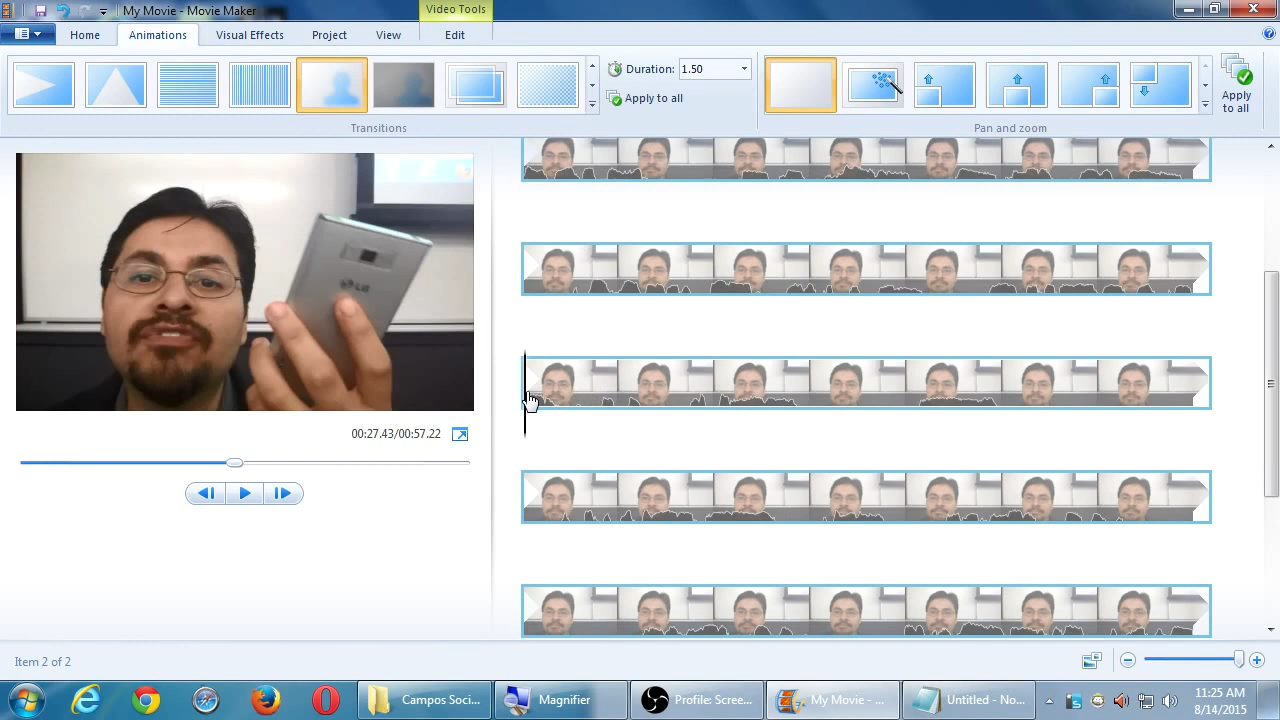 My Movie - Movie Maker
Video Tools
Home
Animations
Visual Effects
Project
View
Edit
Duration: 1.50
Apply to all
Apply
to all
Transitions
Pan and zoom
LG
00:27.43/00:57.22
Item 2 of 2
Campos Soci...
Magnifier
Profile: Scree...
My Movie - ...
Untitled - No...
11:25 AM
8/14/2015